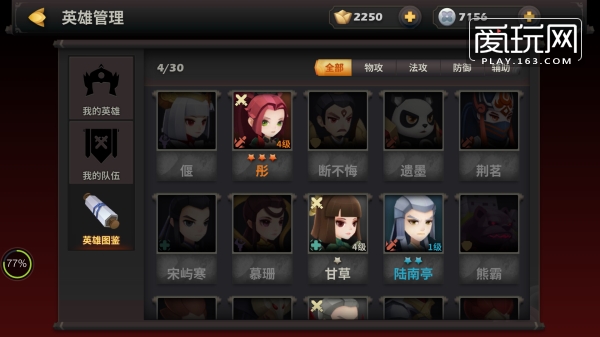 英雄管理
2250
7156
爱玩网
PLAY.163.COM
我的英雄
我的队伍
英雄图鉴
77%
4/30
全部 物攻 法攻 防御 辅助
4级
偃 彤 断不悔 遗墨 荆茗
4级 1级
宋屿寒 慕珊 甘草 陆南亭 熊霸